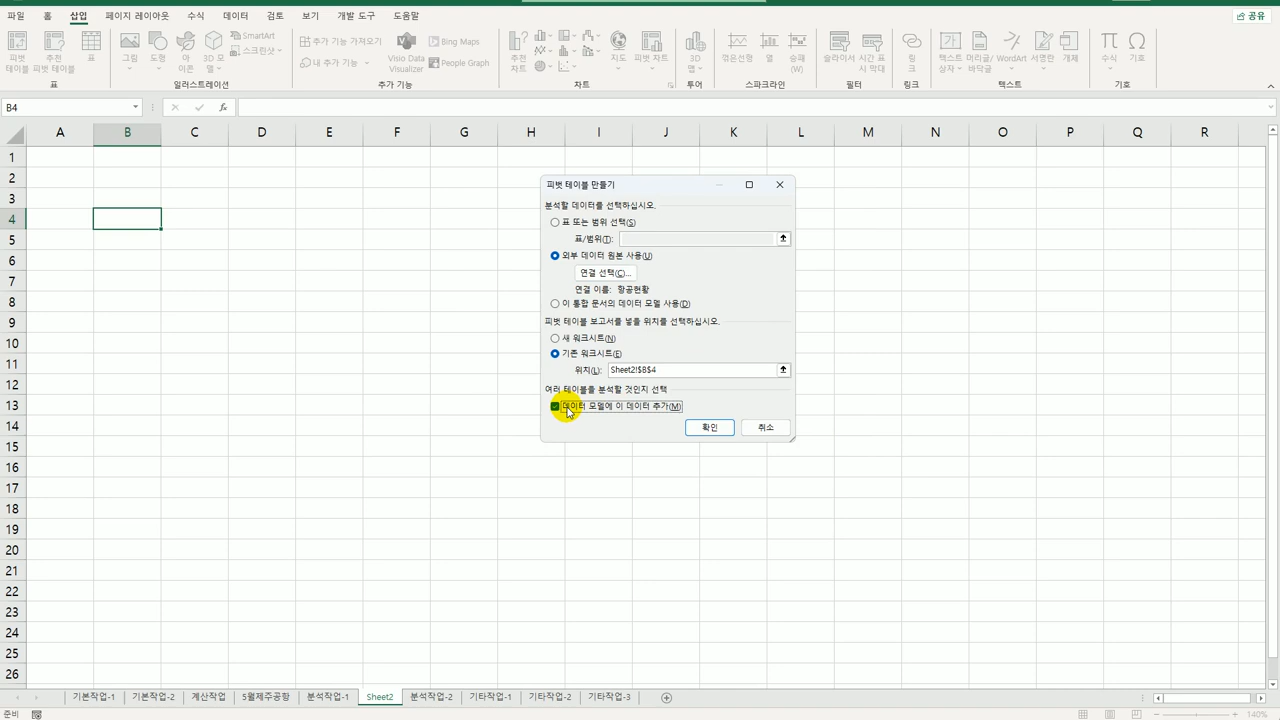 파일 홈 삽입 페이지 레이아웃 수식 데이터 검토 보기 개발 도구 도움말 공유
피벗 테이블
추천 피벗 테이블
표
그림
도형
아이콘
3D 모델
SmartArt
스크린샷
추가 기능 가져오기
내 추가 기능
Visio Data Visualizer
Bing Maps
People Graph
추천 차트
지도
피벗 차트
3D 맵
꺾은선형
열
승패 (W)
슬라이서
시간 표시 막대
링크
텍스트 상자
머리글/바닥글
WordArt
서명란
개체
수식
기호
표 일러스트레이션 추가 기능 차트 투어 스파크라인 필터 링크 텍스트 기호
B4 fx
A B C D E F G H I J K L M N O P Q R
1
2
3
4
5
6
7
8
9
10
11
12
13
14
15
16
17
18
19
20
21
22
23
24
25
26
피벗 테이블 만들기
분석할 데이터를 선택하십시오.
표 또는 범위 선택(S)
표/범위(T):
외부 데이터 원본 사용(U)
연결 선택(C)...
연결 이름: 항공현황
이 통합 문서의 데이터 모델 사용(D)
피벗 테이블 보고서를 넣을 위치를 선택하십시오.
새 워크시트(N)
기존 워크시트(E)
위치(L): Sheet2!$B$4
여러 테이블을 분석할 것인지 선택
데이터 모델에 이 데이터 추가(M)
확인 취소
기본작업-1 기본작업-2 계산작업 5월제주공항 분석작업-1 Sheet2 분석작업-2 기타작업-1 기타작업-2 기타작업-3
준비 140%